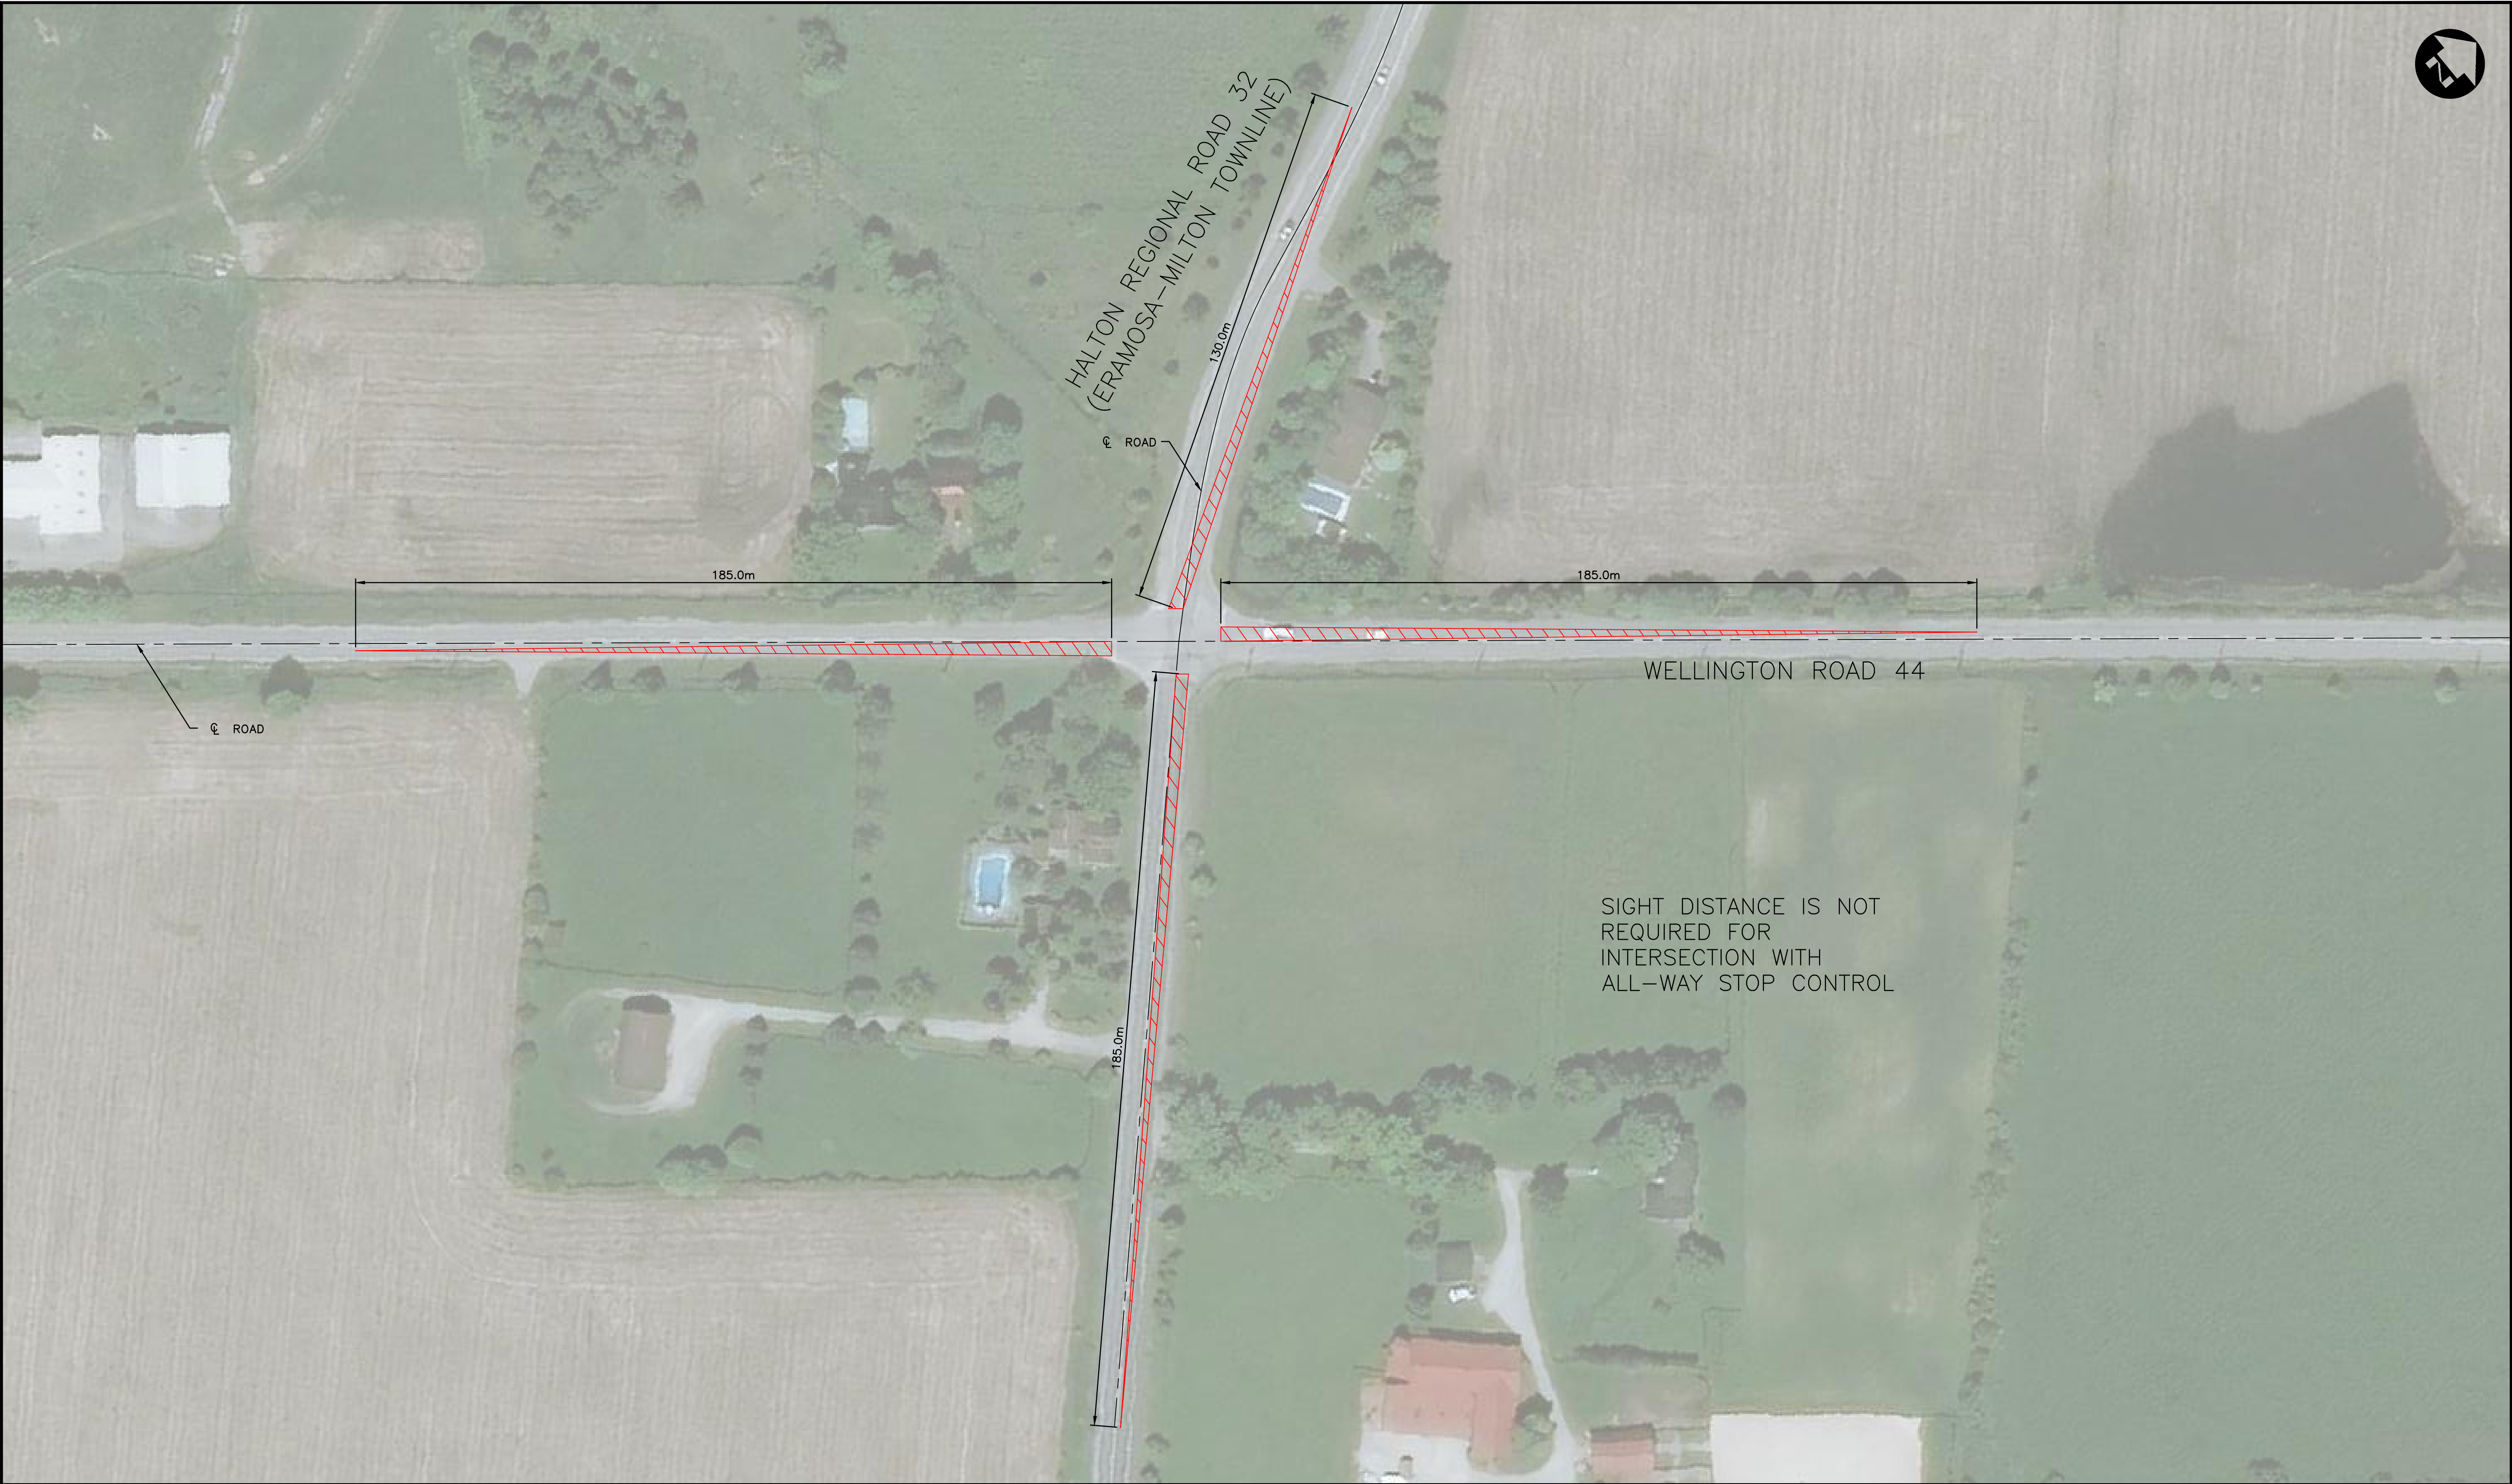 HALTON REGIONAL ROAD 32
(ERAMOSA-MILTON TOWNLINE)
130.0m
℄ ROAD
185.0m
185.0m
WELLINGTON ROAD 44
℄ ROAD
SIGHT DISTANCE IS NOT
REQUIRED FOR
INTERSECTION WITH
ALL-WAY STOP CONTROL
185.0m
N